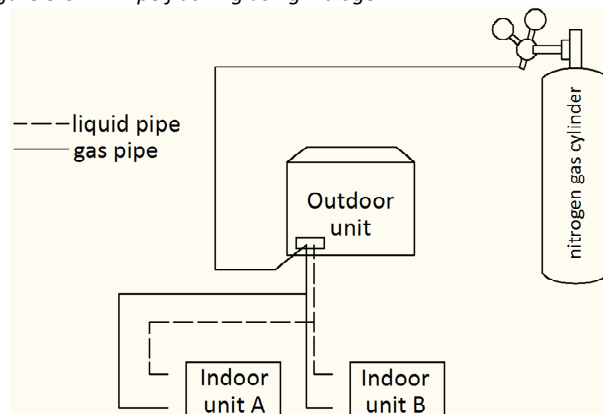 liquid pipe
gas pipe
Outdoor
unit
nitrogen gas cylinder
Indoor
unit A
Indoor
unit B